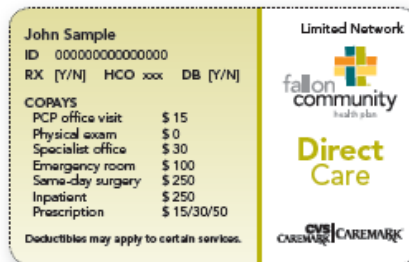 John Sample
ID 000000000000000
RX [Y/N] HCO xxx DB [Y/N]
COPAYS
PCP office visit $ 15
Physical exam $ 0
Specialist office $ 30
Emergency room $ 100
Same-day surgery $ 250
Inpatient $ 250
Prescription $ 15/30/50
Deductibles may apply to certain services.
Limited Network
fallon
community
health plan
Direct
Care
CVS
CAREMARK CAREMARK